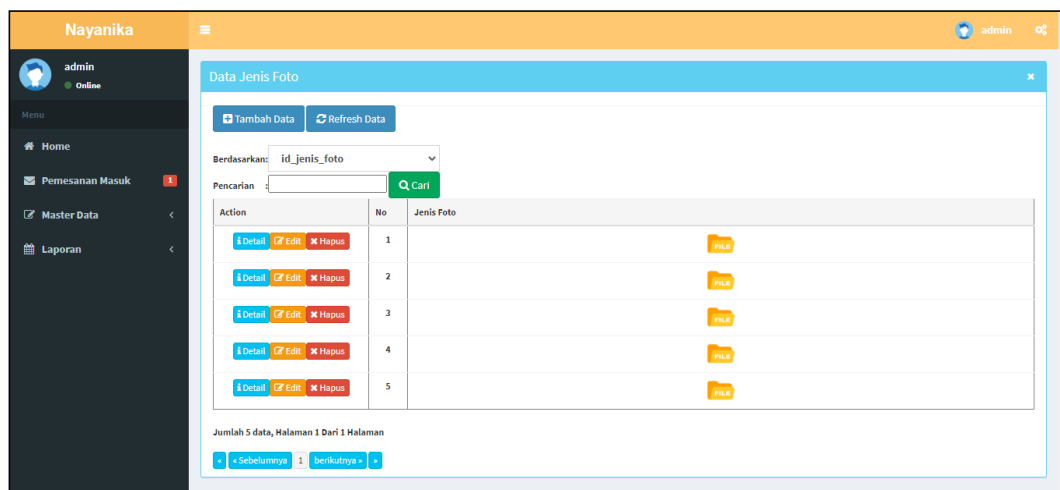 Nayanika
admin
admin
Online
Menu
Home
Pemesanan Masuk 1
Master Data
Laporan
Data Jenis Foto
Tambah Data Refresh Data
Berdasarkan: id_jenis_foto
Pencarian : Cari
Action No Jenis Foto
Detail Edit Hapus 1 FILE
Detail Edit Hapus 2 FILE
Detail Edit Hapus 3 FILE
Detail Edit Hapus 4 FILE
Detail Edit Hapus 5 FILE
Jumlah 5 data, Halaman 1 Dari 1 Halaman
« « Sebelumnya 1 berikutnya » »